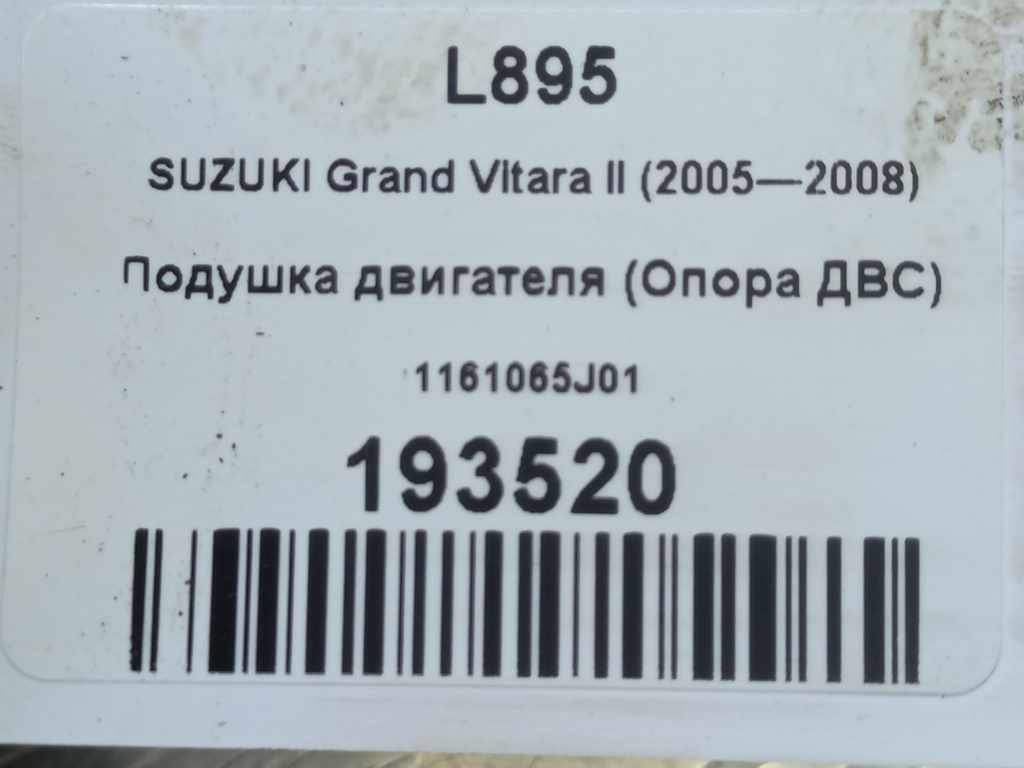 L895
SUZUKI Grand Vitara II (2005—2008)
Подушка двигателя (Опора ДВС)
1161065J01
193520